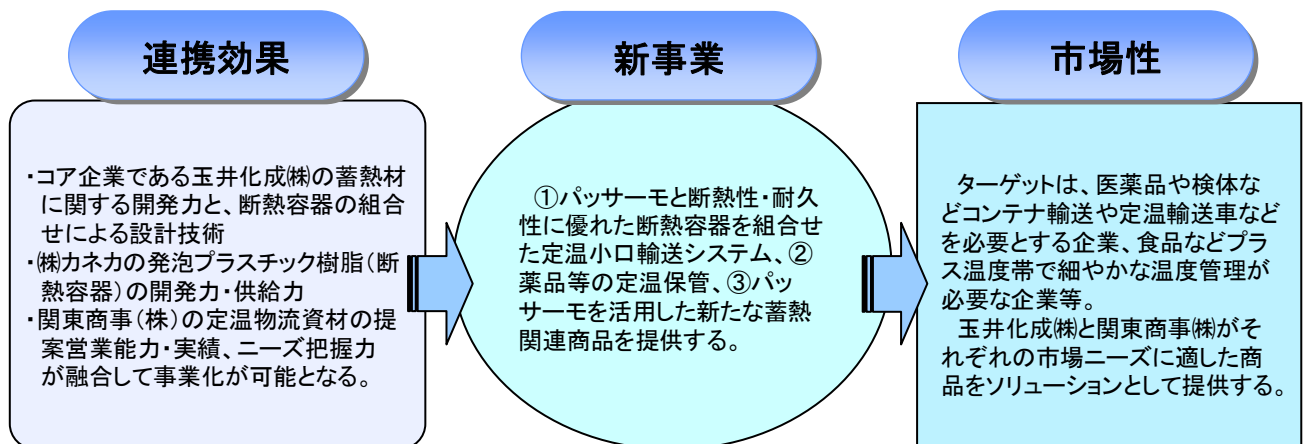 連携効果
・コア企業である玉井化成㈱の蓄熱材
に関する開発力と、断熱容器の組合
せによる設計技術
・㈱カネカの発泡プラスチック樹脂(断
熱容器)の開発力・供給力
・関東商事(株)の定温物流資材の提
案営業能力・実績、ニーズ把握力
が融合して事業化が可能となる。
新事業
①パッサーモと断熱性・耐久
性に優れた断熱容器を組合せ
た定温小口輸送システム、②
薬品等の定温保管、③パッ
サーモを活用した新たな蓄熱
関連商品を提供する。
市場性
ターゲットは、医薬品や検体な
どコンテナ輸送や定温輸送車など
を必要とする企業、食品などプラ
ス温度帯で細やかな温度管理が
必要な企業等。
玉井化成㈱と関東商事㈱がそ
れぞれの市場ニーズに適した商
品をソリューションとして提供する。